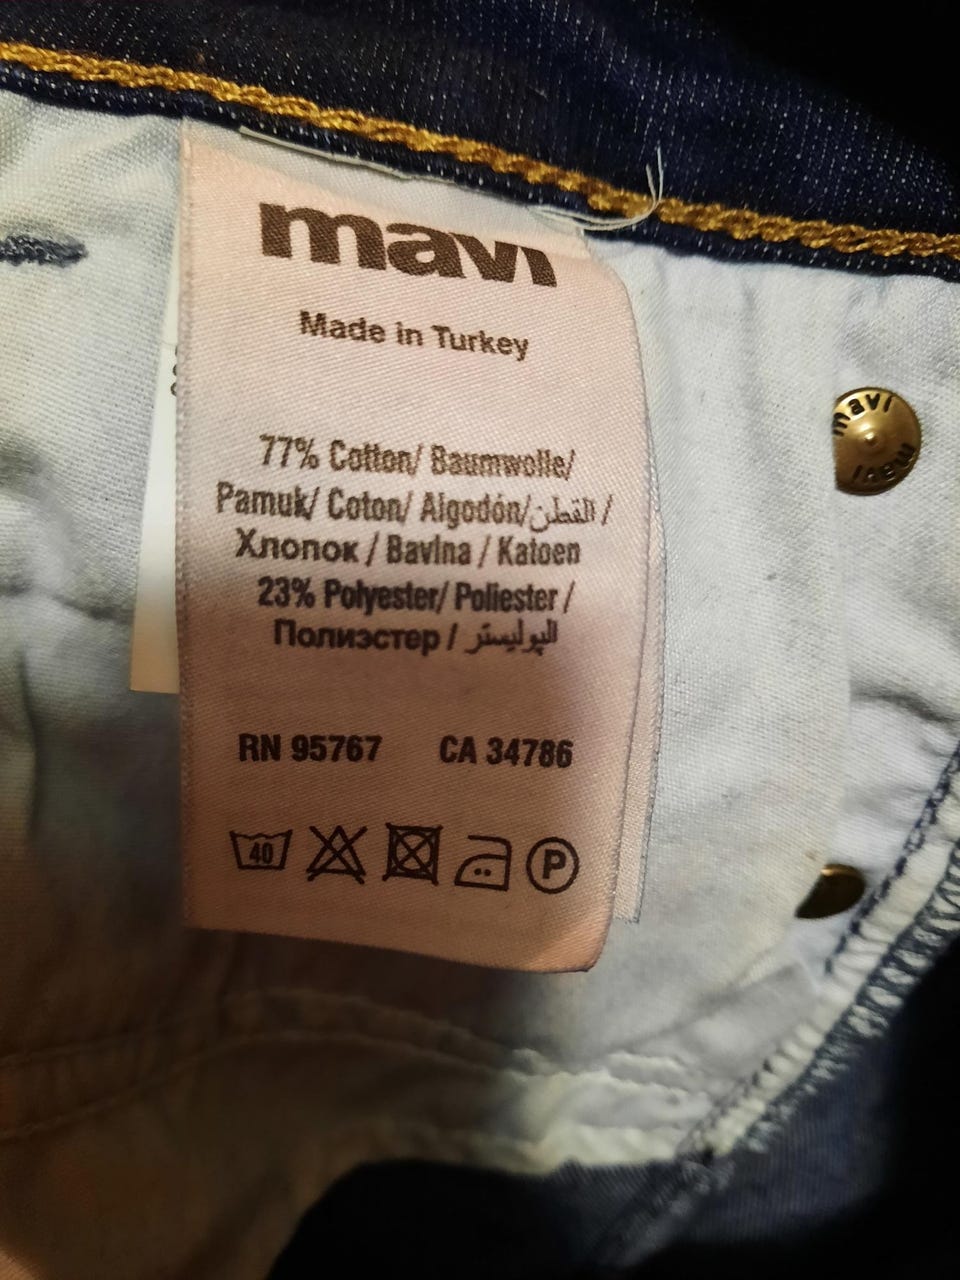 mavi
Made in Turkey
77% Cotton/ Baumwolle/
Pamuk/ Coton/ Algodón/القطن /
Хлопок / Bavlna / Katoen
23% Polyester/ Poliester /
Полиэстер / البوليستر
RN 95767 CA 34786
40 P
mavi
mavi